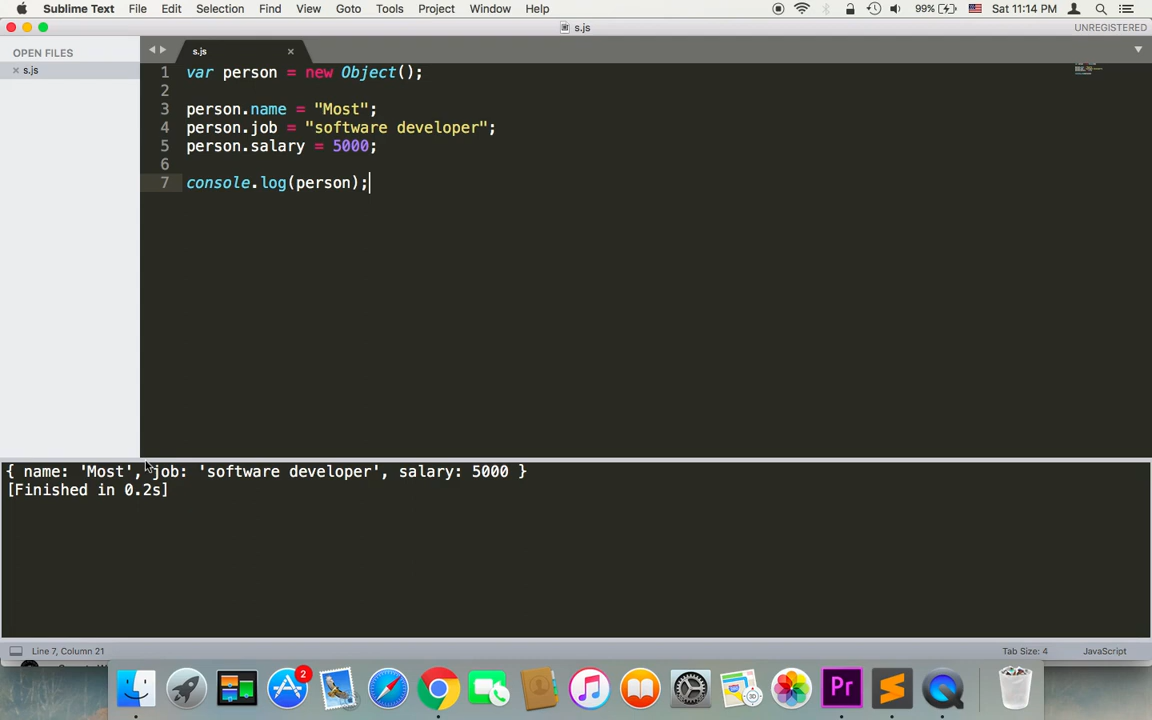 Sublime Text File Edit Selection Find View Goto Tools Project Window Help 99% Sat 11:14 PM
s.js UNREGISTERED
OPEN FILES
s.js
s.js
1 var person = new Object();
2
3 person.name = "Most";
4 person.job = "software developer";
5 person.salary = 5000;
6
7 console.log(person);
{ name: 'Most', job: 'software developer', salary: 5000 }
[Finished in 0.2s]
Line 7, Column 21 Tab Size: 4 JavaScript
2
Pr